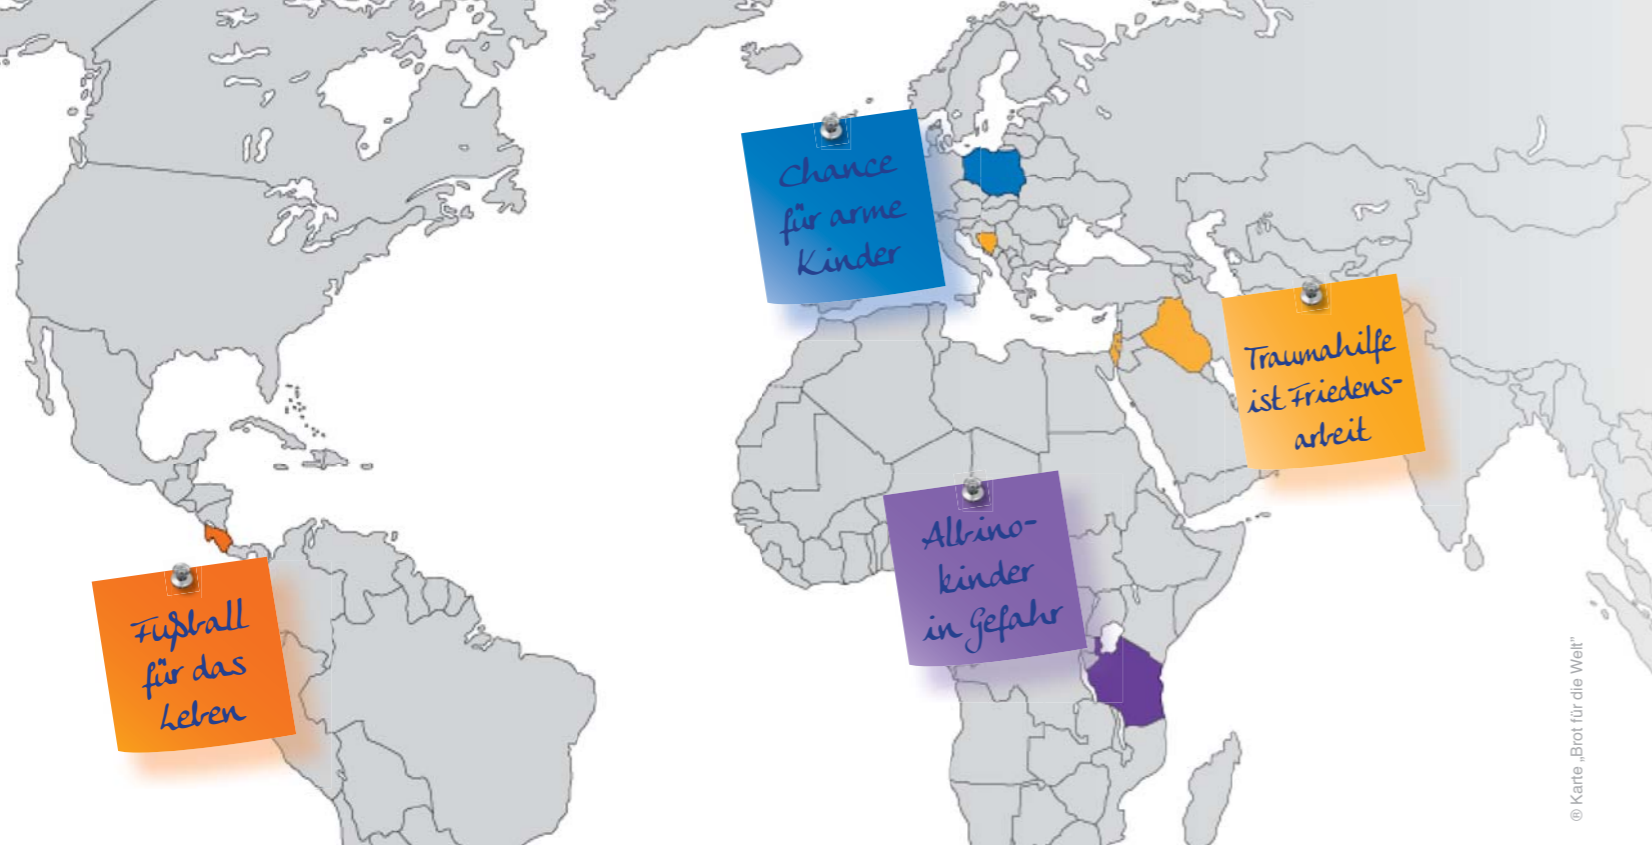 Chance
für arme
Kinder
Traumahilfe
ist Friedens-
arbeit
Albino-
kinder
in Gefahr
Fußball
für das
Leben
® Karte „Brot für die Welt"